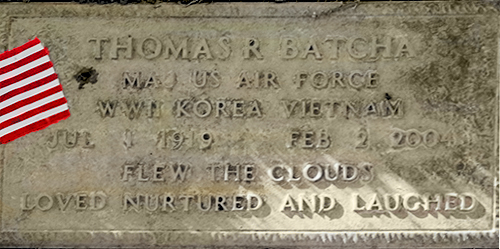 THOMAS R BATCHA
MAJ US AIR FORCE
WWII KOREA VIETNAM
JUL 1 1919 FEB 2 2004
FLEW THE CLOUDS
LOVED NURTURED AND LAUGHED